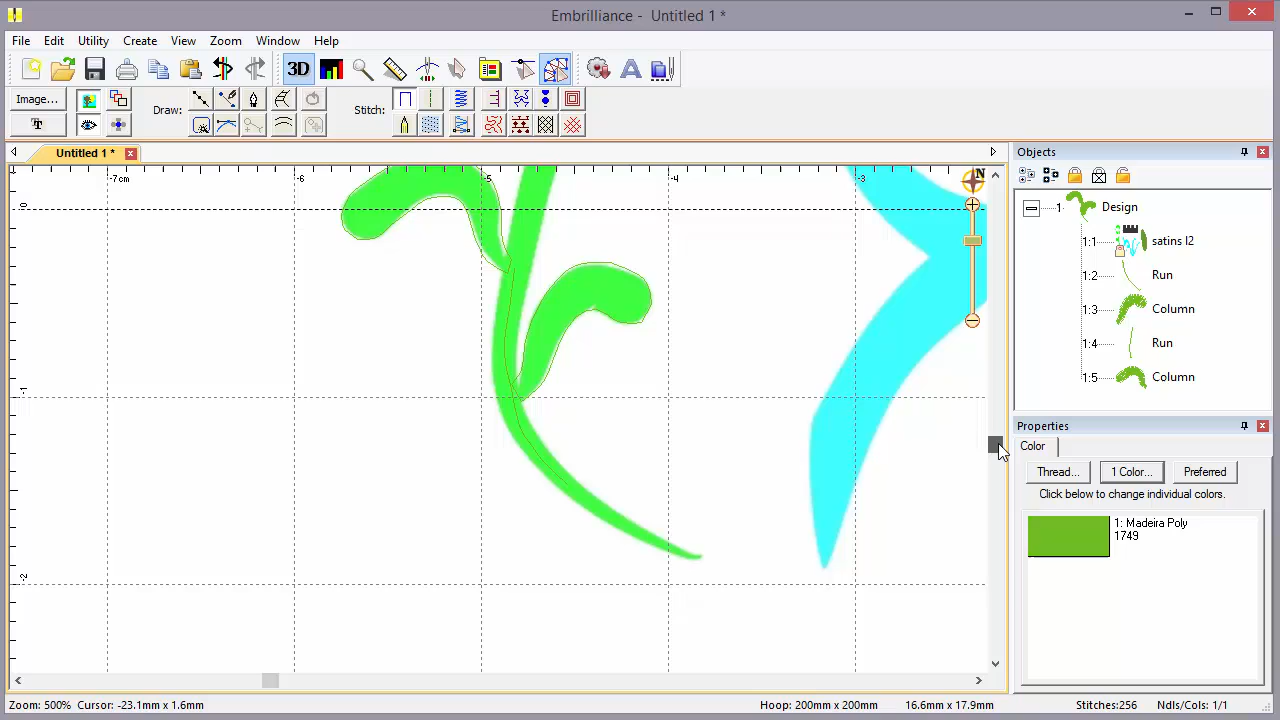 Embrilliance - Untitled 1 *
File Edit Utility Create View Zoom Window Help
3D
Image... Draw: Stitch:
T
Untitled 1 *
Objects
-7cm -6 -5 -4 -3
N
0
-1
-2
1: Design
1:1 satins l2
1:2 Run
1:3 Column
1:4 Run
1:5 Column
Properties
Color
Thread... 1 Color... Preferred
Click below to change individual colors.
1: Madeira Poly
1749
Zoom: 500% Cursor: -23.1mm x 1.6mm Hoop: 200mm x 200mm 16.6mm x 17.9mm Stitches:256 Ndls/Cols: 1/1